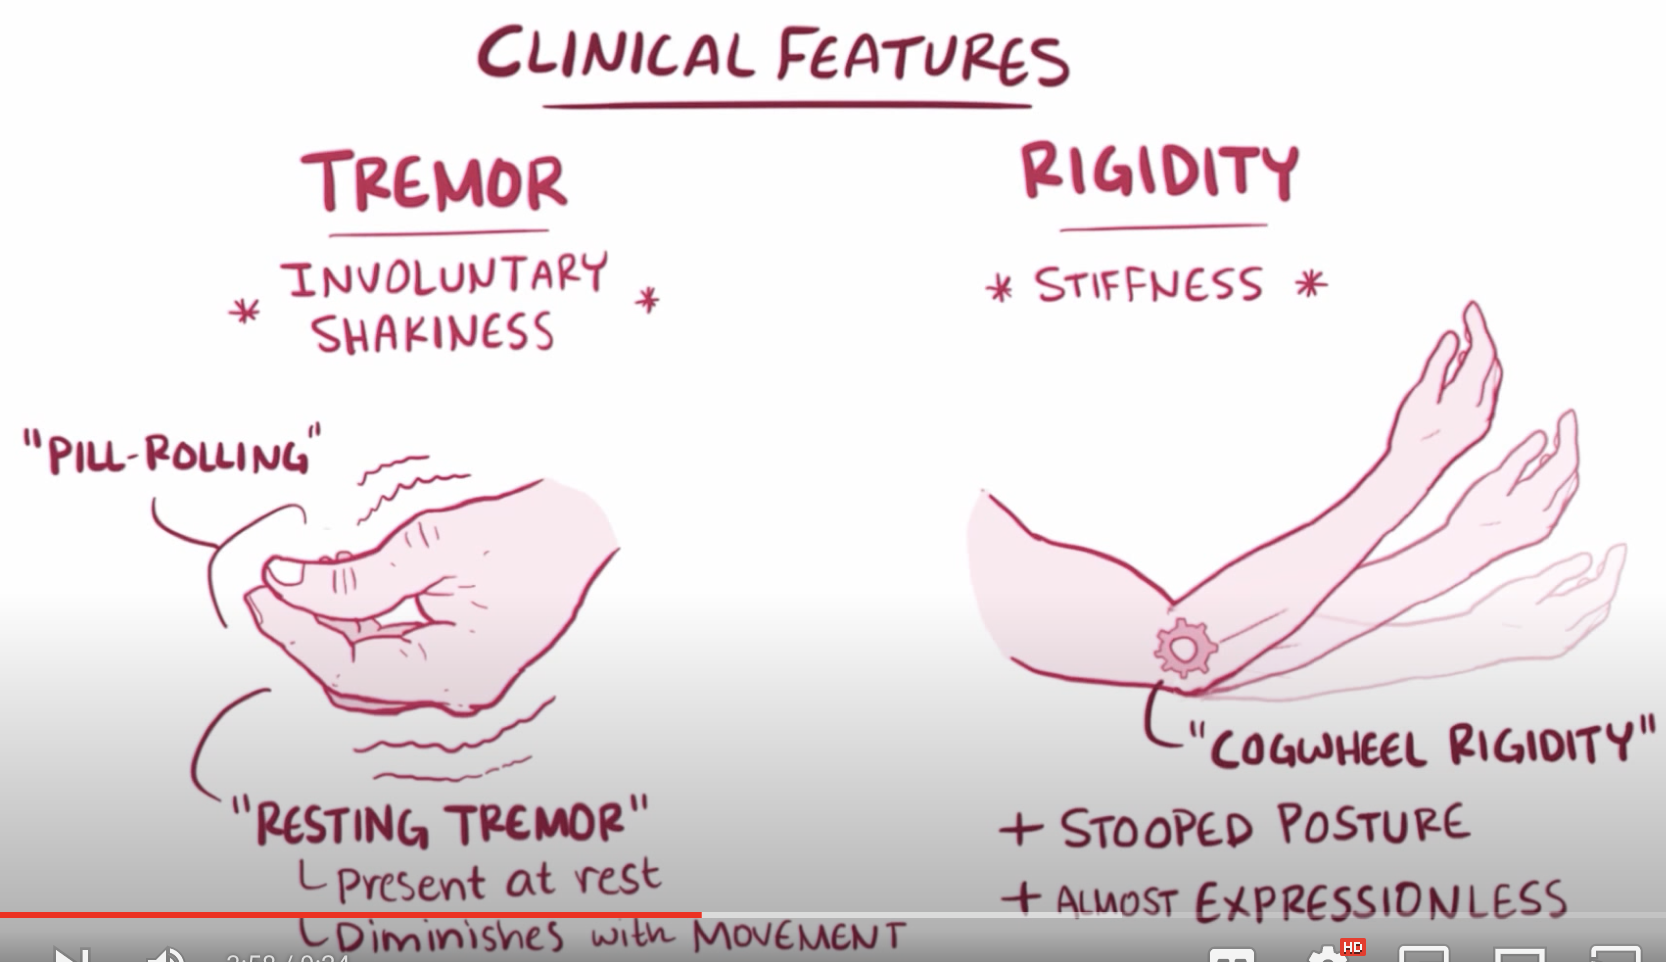 CLINICAL FEATURES
TREMOR
* INVOLUNTARY *
SHAKINESS
"PILL-ROLLING"
"RESTING TREMOR"
Present at rest
Diminishes with MOVEMENT
RIGIDITY
* STIFFNESS *
"COGWHEEL RIGIDITY"
+ STOOPED POSTURE
+ ALMOST EXPRESSIONLESS
HD